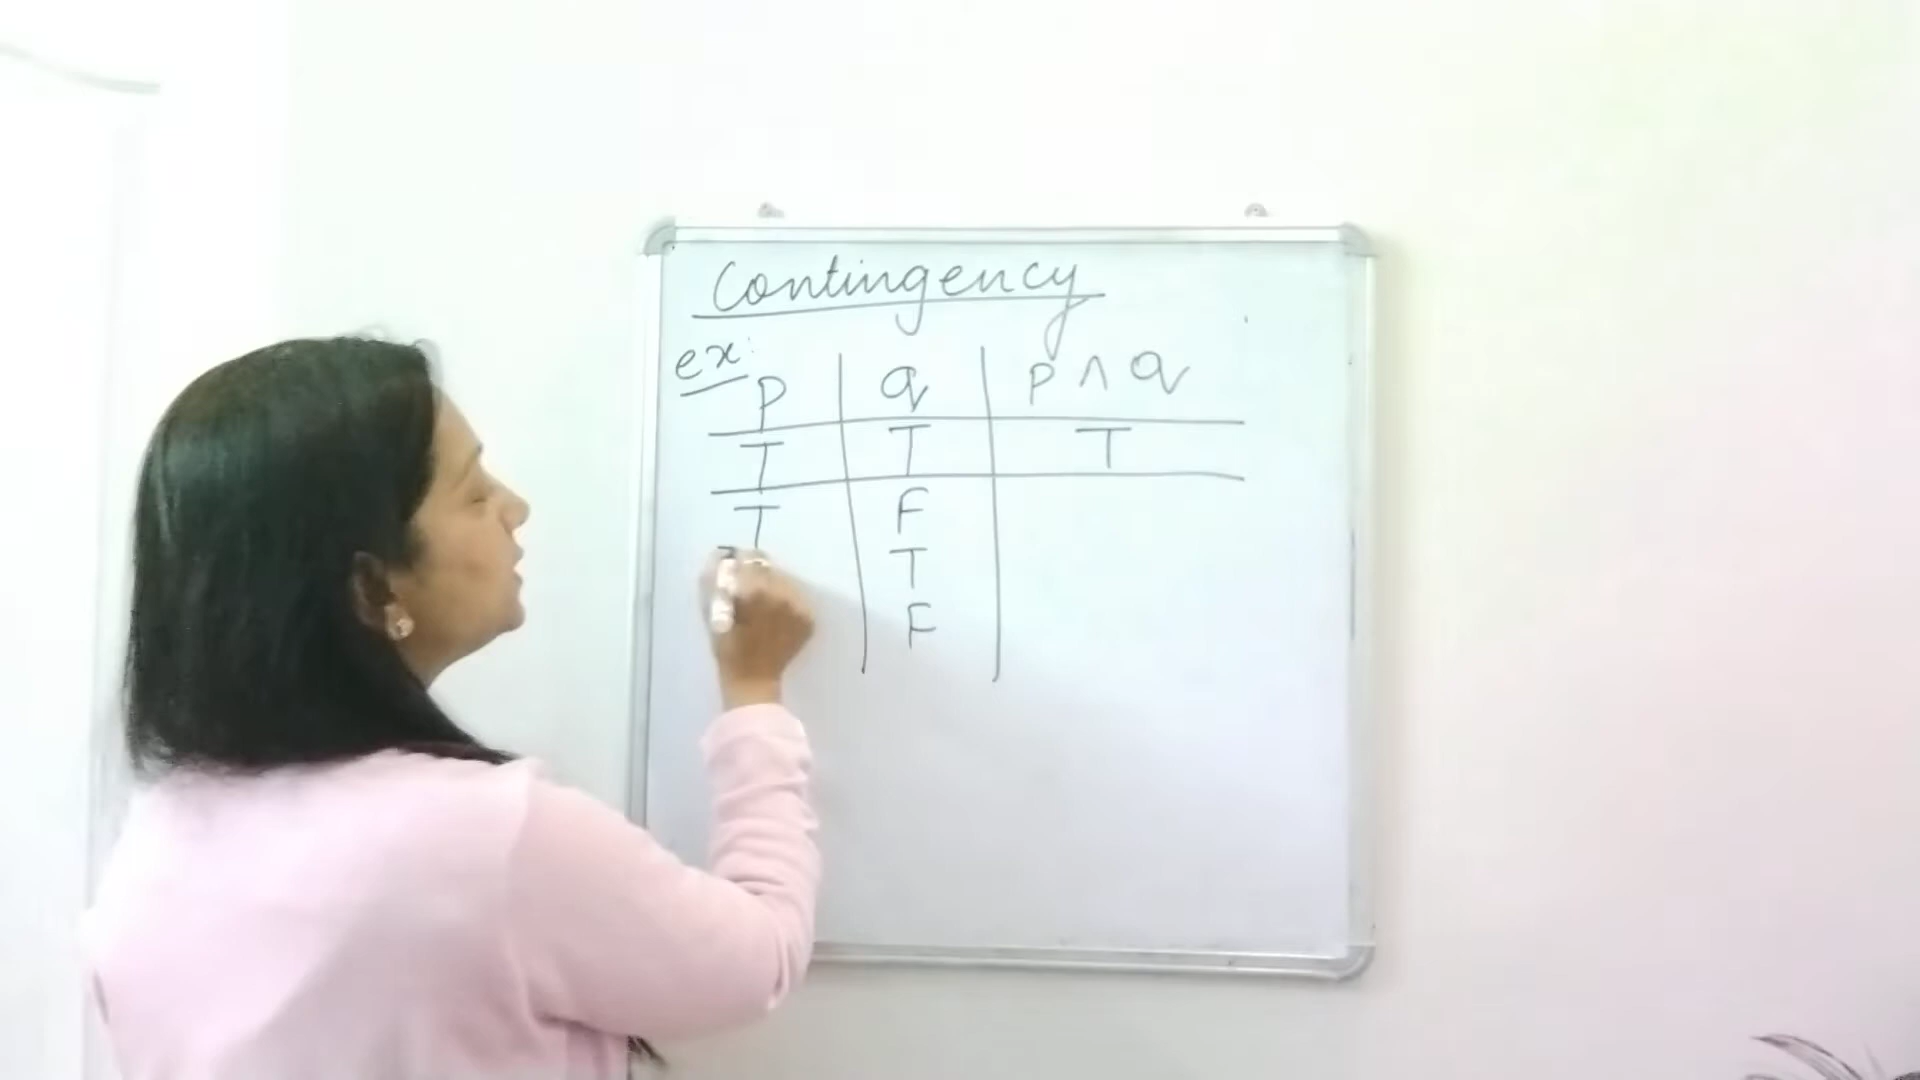 Contingency
ex:
P q P ∧ q
T T T
T F
T
F